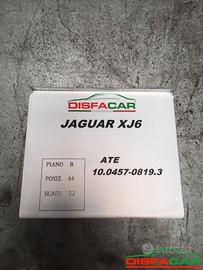 DISFACAR
JAGUAR XJ6
ATE
10.0457-0819.3
PIANO B
POSIZ. 44
SCAFF. 22
DISFACAR